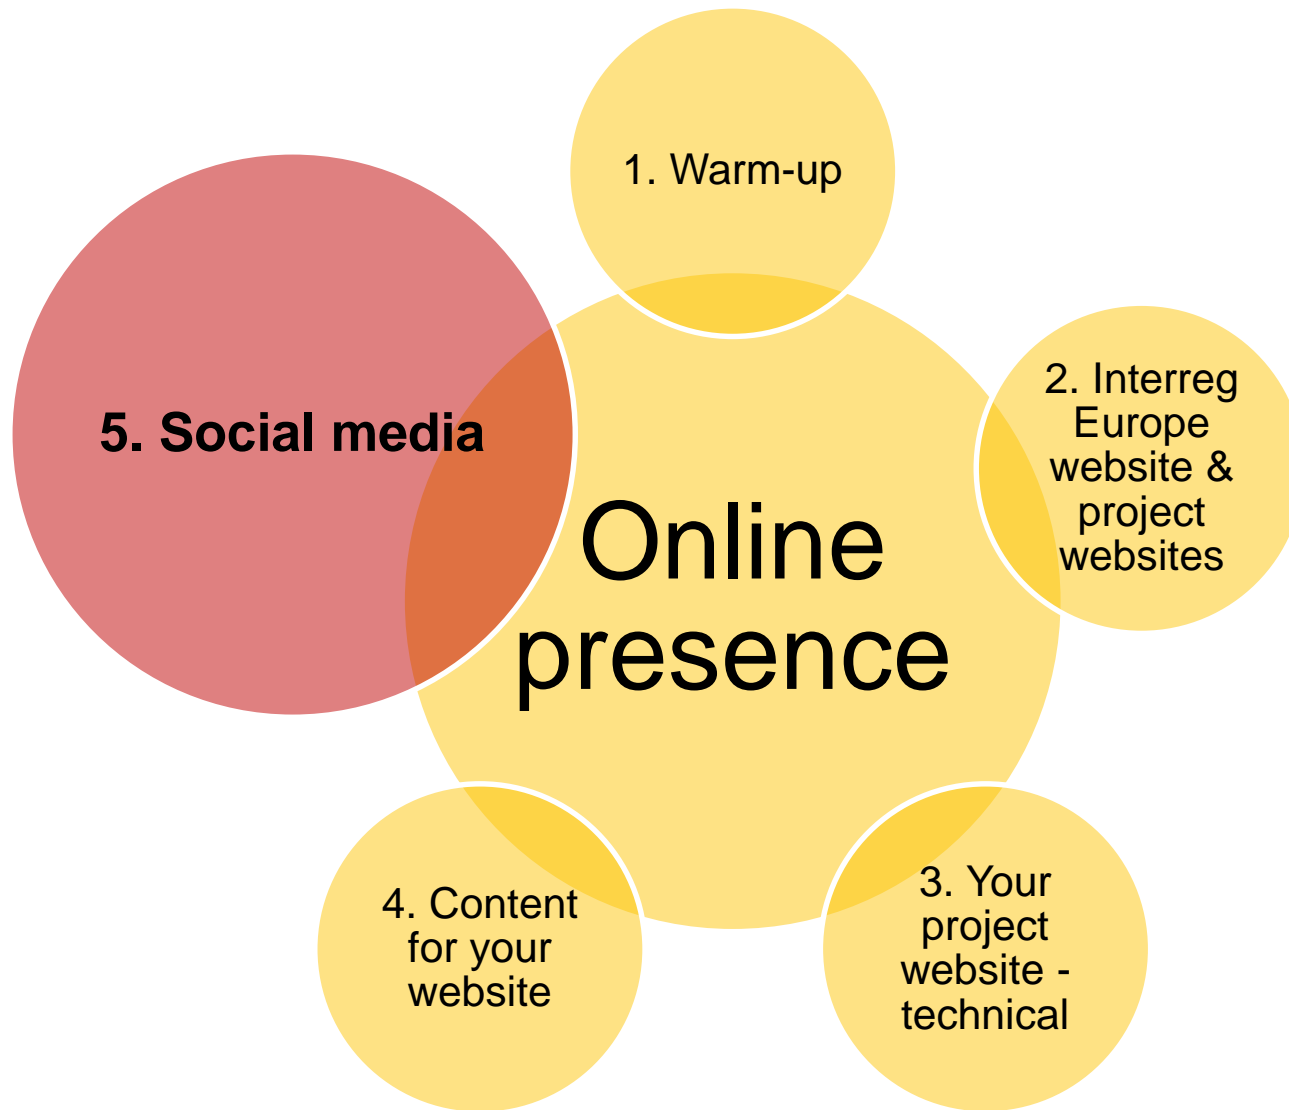 1. Warm-up
2. Interreg
Europe
website &
project
websites
5. Social media
Online
presence
3. Your
project
website -
technical
4. Content
for your
website